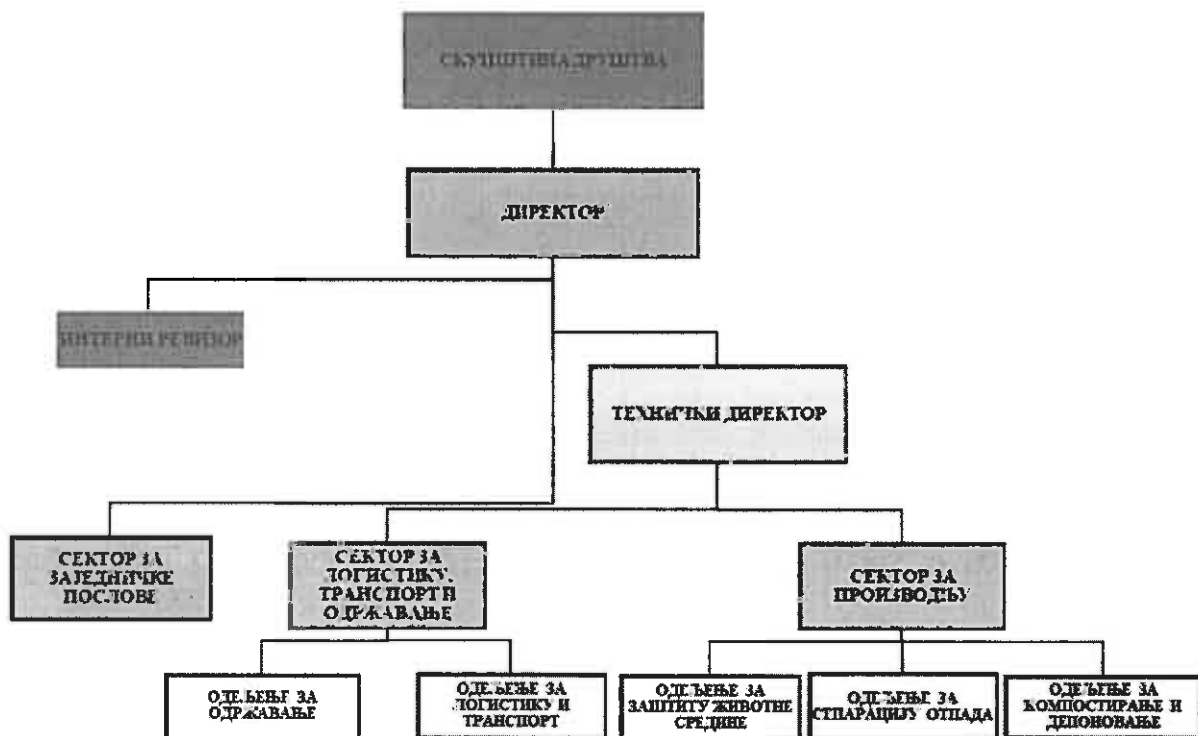 СКУПШТИНА ДРУШТВА
ДИРЕКТОР
ИНТЕРНИ РЕВИЗОР
ТЕХНИЧКИ ДИРЕКТОР
СЕКТОР ЗА
ЗАЈЕДНИЧКЕ
ПОСЛОВЕ
СЕКТОР ЗА
ЛОГИСТИКУ,
ТРАНСПОРТ И
ОДРЖАВАЊЕ
СЕКТОР ЗА
ПРОИЗВОДЊУ
ОДЕЉЕЊЕ ЗА
ОДРЖАВАЊЕ
ОДЕЉЕЊЕ ЗА
ЛОГИСТИКУ И
ТРАНСПОРТ
ОДЕЉЕЊЕ ЗА
ЗАШТИТУ ЖИВОТНЕ
СРЕДИНЕ
ОДЕЉЕЊЕ ЗА
СЕПАРАЦИЈУ ОТПАДА
ОДЕЉЕЊЕ ЗА
КОМПОСТИРАЊЕ И
ДЕПОНОВАЊЕ